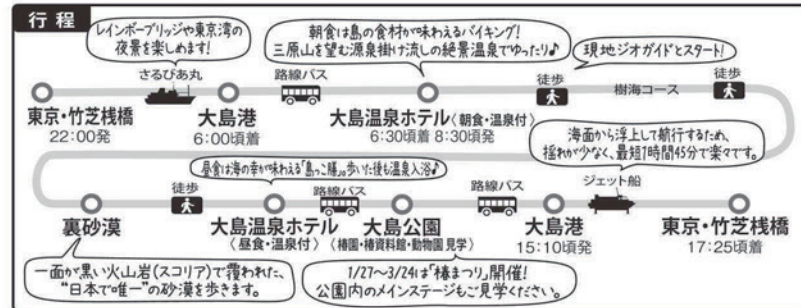 行程
レインボーブリッジや東京湾の
夜景を楽しめます!
朝食は島の食材が味わえるバイキング!
三原山を望む源泉掛け流しの絶景温泉でゆったり♪
現地ジオガイドとスタート!
さるびあ丸
路線バス
徒歩
樹海コース
徒歩
東京・竹芝桟橋
22:00発
大島港
6:00頃着
大島温泉ホテル〈朝食・温泉付〉
6:30頃着 8:30頃発
海面から浮上して航行するため、
揺れが少なく、最短1時間45分で楽々です。
昼食は海の幸が味わえる「島っこ膳」。歩いた後も温泉入浴♪
徒歩
路線バス
路線バス
ジェット船
裏砂漠
大島温泉ホテル
〈昼食・温泉付〉
大島公園
〈椿園・椿資料館・動物園見学〉
大島港
15:10頃発
東京・竹芝桟橋
17:25頃着
一面が黒い火山岩(スコリア)で覆われた、
“日本で唯一”の砂漠を歩きます。
1/27~3/24は「椿まつり」開催!
公園内のメインステージもご見学ください。